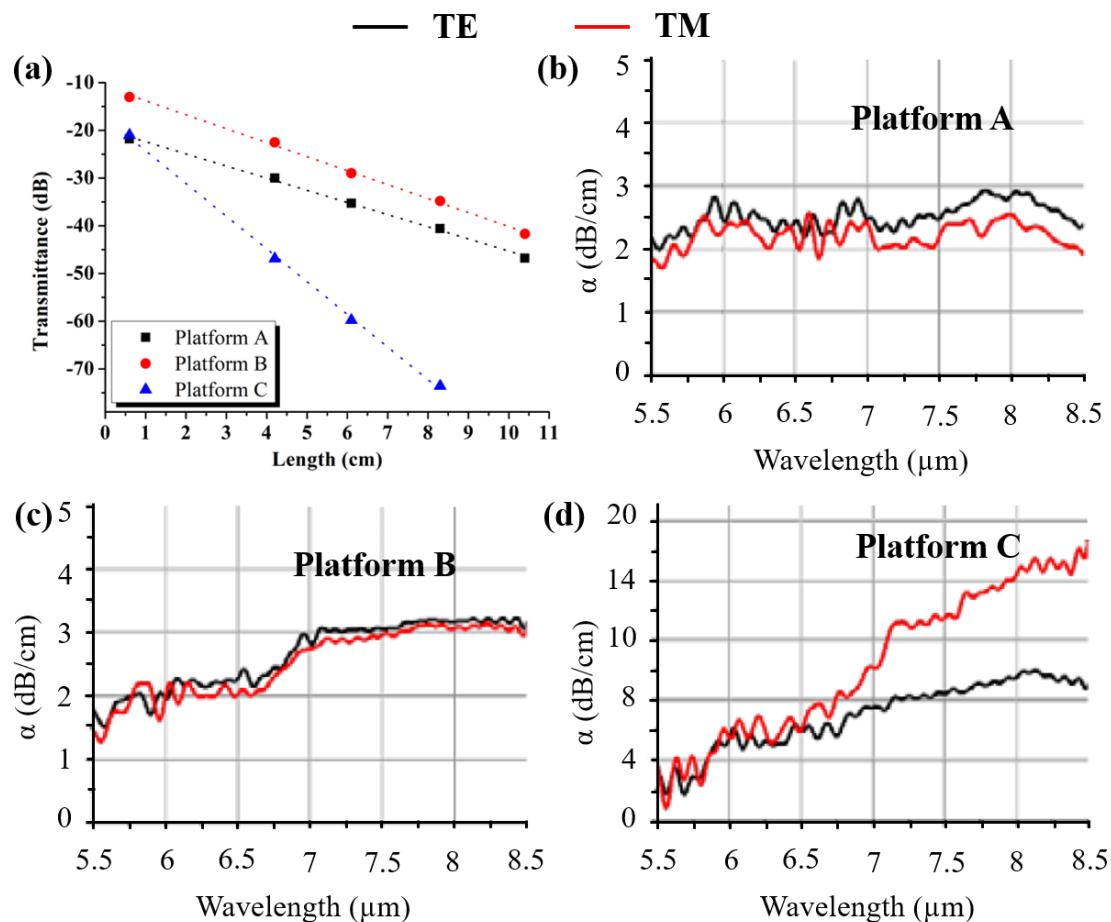 TE TM
(a)
-10
-20
-30
-40
-50
-60
-70
Transmittance (dB)
Platform A
Platform B
Platform C
0 1 2 3 4 5 6 7 8 9 10 11
Length (cm)
(b)
Platform A
5
4
3
2
1
0
α (dB/cm)
5.5 6 6.5 7 7.5 8 8.5
Wavelength (µm)
(c)
Platform B
5
4
3
2
1
0
α (dB/cm)
5.5 6 6.5 7 7.5 8 8.5
Wavelength (µm)
(d)
Platform C
20
14
10
8
4
0
α (dB/cm)
5.5 6 6.5 7 7.5 8 8.5
Wavelength (µm)